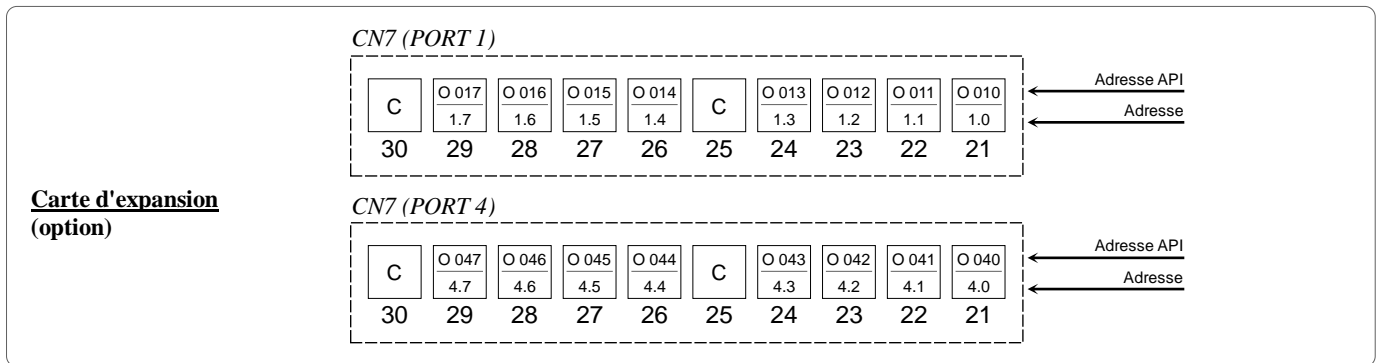 CN7 (PORT 1)
C O 017 O 016 O 015 O 014 C O 013 O 012 O 011 O 010 Adresse API
1.7 1.6 1.5 1.4 1.3 1.2 1.1 1.0 Adresse
30 29 28 27 26 25 24 23 22 21
Carte d'expansion
(option)
CN7 (PORT 4)
C O 047 O 046 O 045 O 044 C O 043 O 042 O 041 O 040 Adresse API
4.7 4.6 4.5 4.4 4.3 4.2 4.1 4.0 Adresse
30 29 28 27 26 25 24 23 22 21